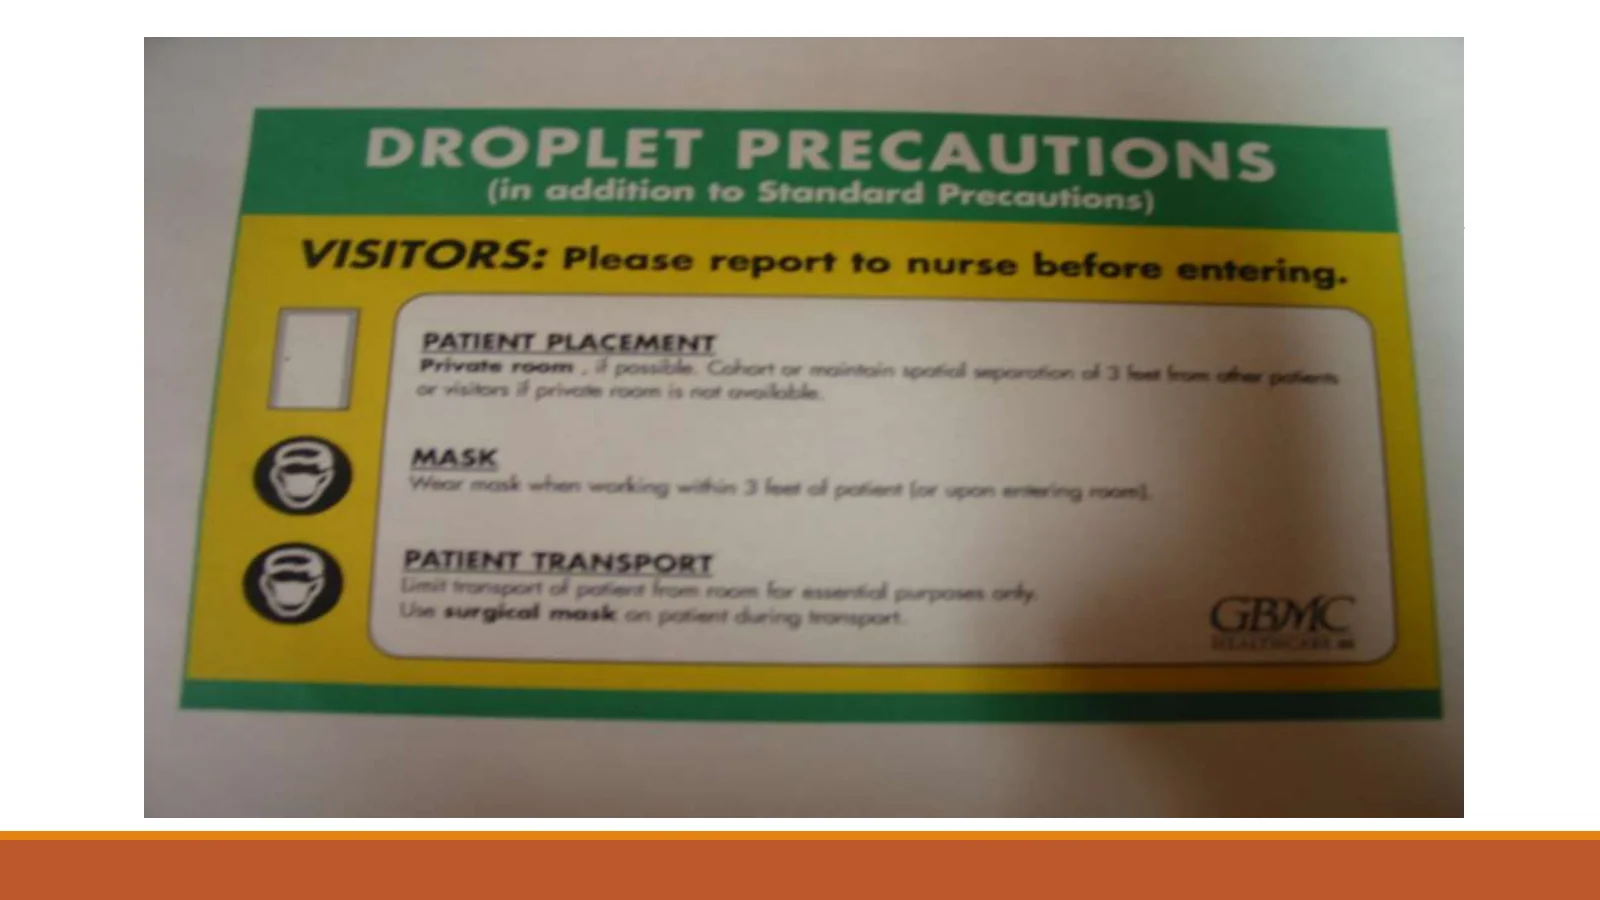 DROPLET PRECAUTIONS
(in addition to Standard Precautions)
VISITORS: Please report to nurse before entering.
PATIENT PLACEMENT
Private room , if possible. Cohort or maintain spatial separation of 3 feet from other patients
or visitors if private room is not available.
MASK
Wear mask when working within 3 feet of patient (or upon entering room).
PATIENT TRANSPORT
Limit transport of patient from room for essential purposes only.
Use surgical mask on patient during transport.
GBMC
HEALTHCARE